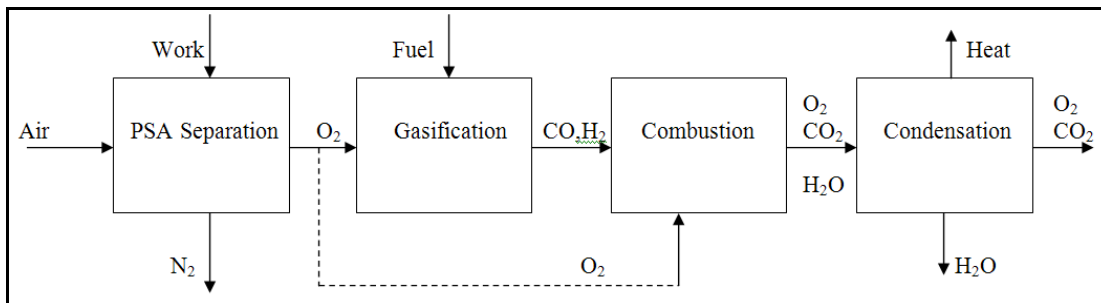 Work
Fuel
Heat
Air
PSA Separation
O₂
Gasification
CO,H₂
Combustion
O₂
CO₂
H₂O
Condensation
O₂
CO₂
N₂
O₂
H₂O